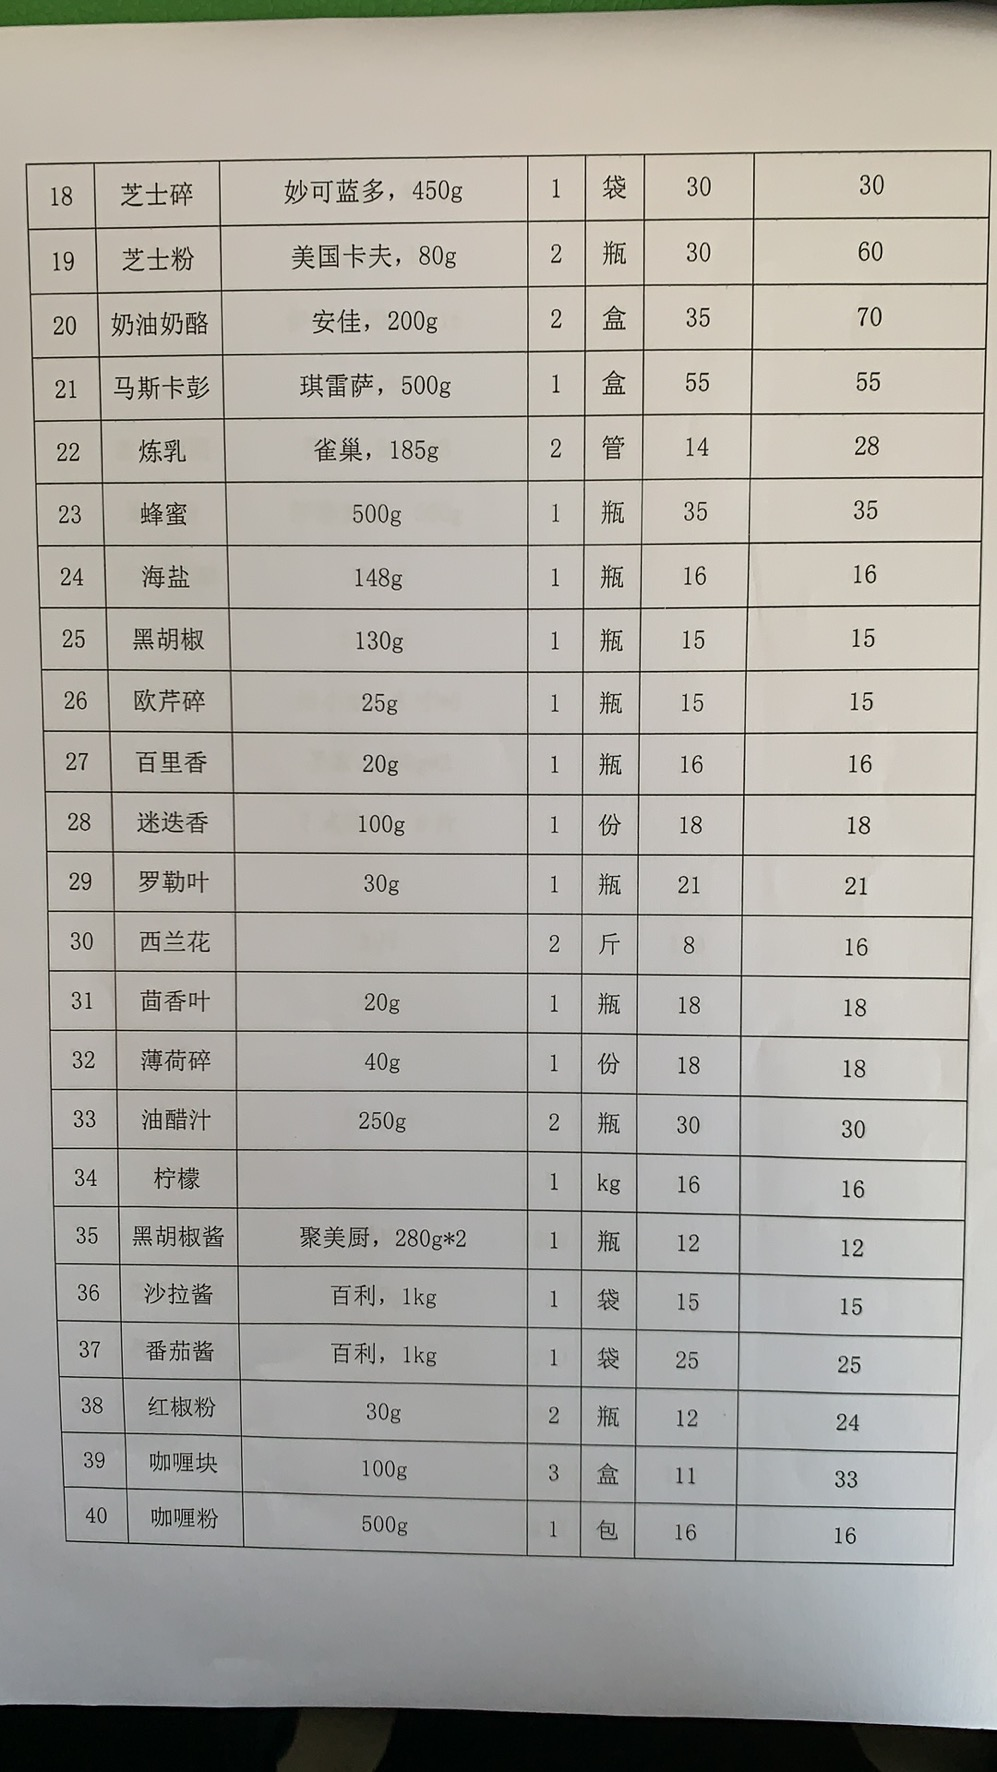 18 芝士碎 妙可蓝多，450g 1 袋 30 30
19 芝士粉 美国卡夫，80g 2 瓶 30 60
20 奶油奶酪 安佳，200g 2 盒 35 70
21 马斯卡彭 琪雷萨，500g 1 盒 55 55
22 炼乳 雀巢，185g 2 管 14 28
23 蜂蜜 500g 1 瓶 35 35
24 海盐 148g 1 瓶 16 16
25 黑胡椒 130g 1 瓶 15 15
26 欧芹碎 25g 1 瓶 15 15
27 百里香 20g 1 瓶 16 16
28 迷迭香 100g 1 份 18 18
29 罗勒叶 30g 1 瓶 21 21
30 西兰花 2 斤 8 16
31 茴香叶 20g 1 瓶 18 18
32 薄荷碎 40g 1 份 18 18
33 油醋汁 250g 2 瓶 30 30
34 柠檬 1 kg 16 16
35 黑胡椒酱 聚美厨，280g*2 1 瓶 12 12
36 沙拉酱 百利，1kg 1 袋 15 15
37 番茄酱 百利，1kg 1 袋 25 25
38 红椒粉 30g 2 瓶 12 24
39 咖喱块 100g 3 盒 11 33
40 咖喱粉 500g 1 包 16 16